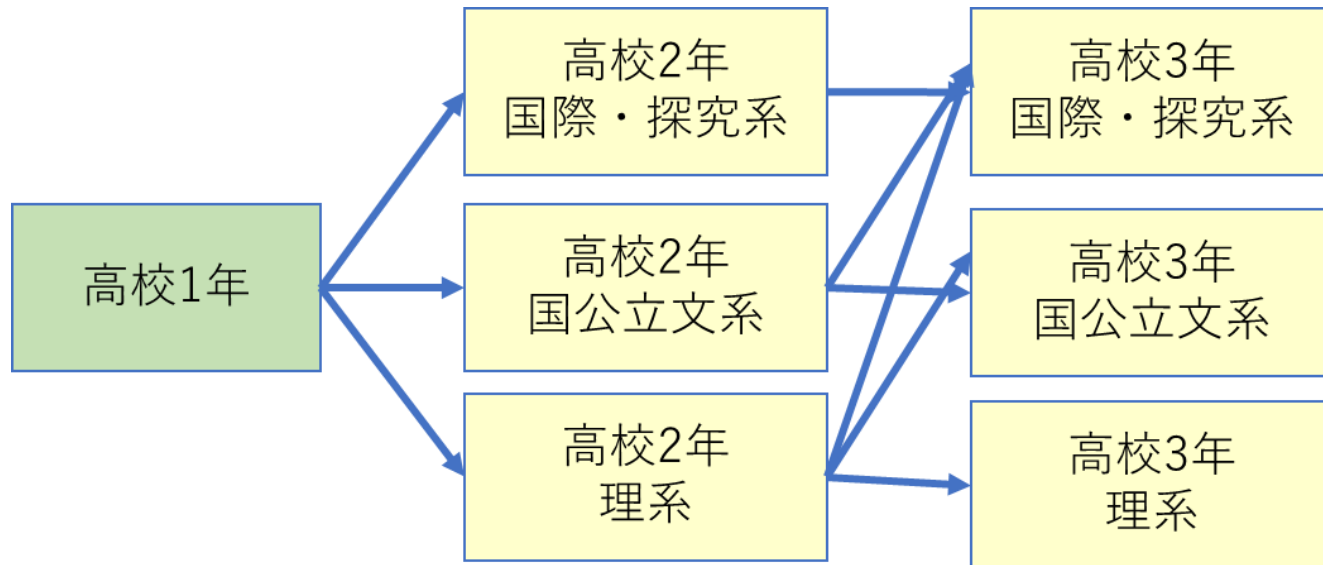 高校1年
高校2年
国際・探究系
高校2年
国公立文系
高校2年
理系
高校3年
国際・探究系
高校3年
国公立文系
高校3年
理系